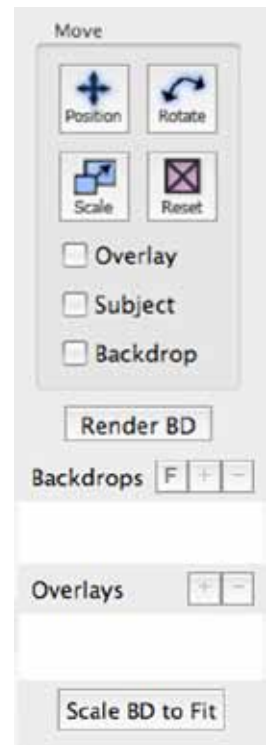 Move
Position Rotate
Scale Reset
Overlay
Subject
Backdrop
Render BD
Backdrops F + −
Overlays + −
Scale BD to Fit